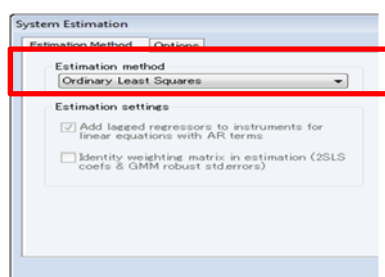 System Estimation
Estimation Method Options
Estimation method
Ordinary Least Squares
Estimation settings
Add lagged regressors to instruments for
linear equations with AR terms
Identity weighting matrix in estimation (2SLS
coefs & GMM robust std.errors)